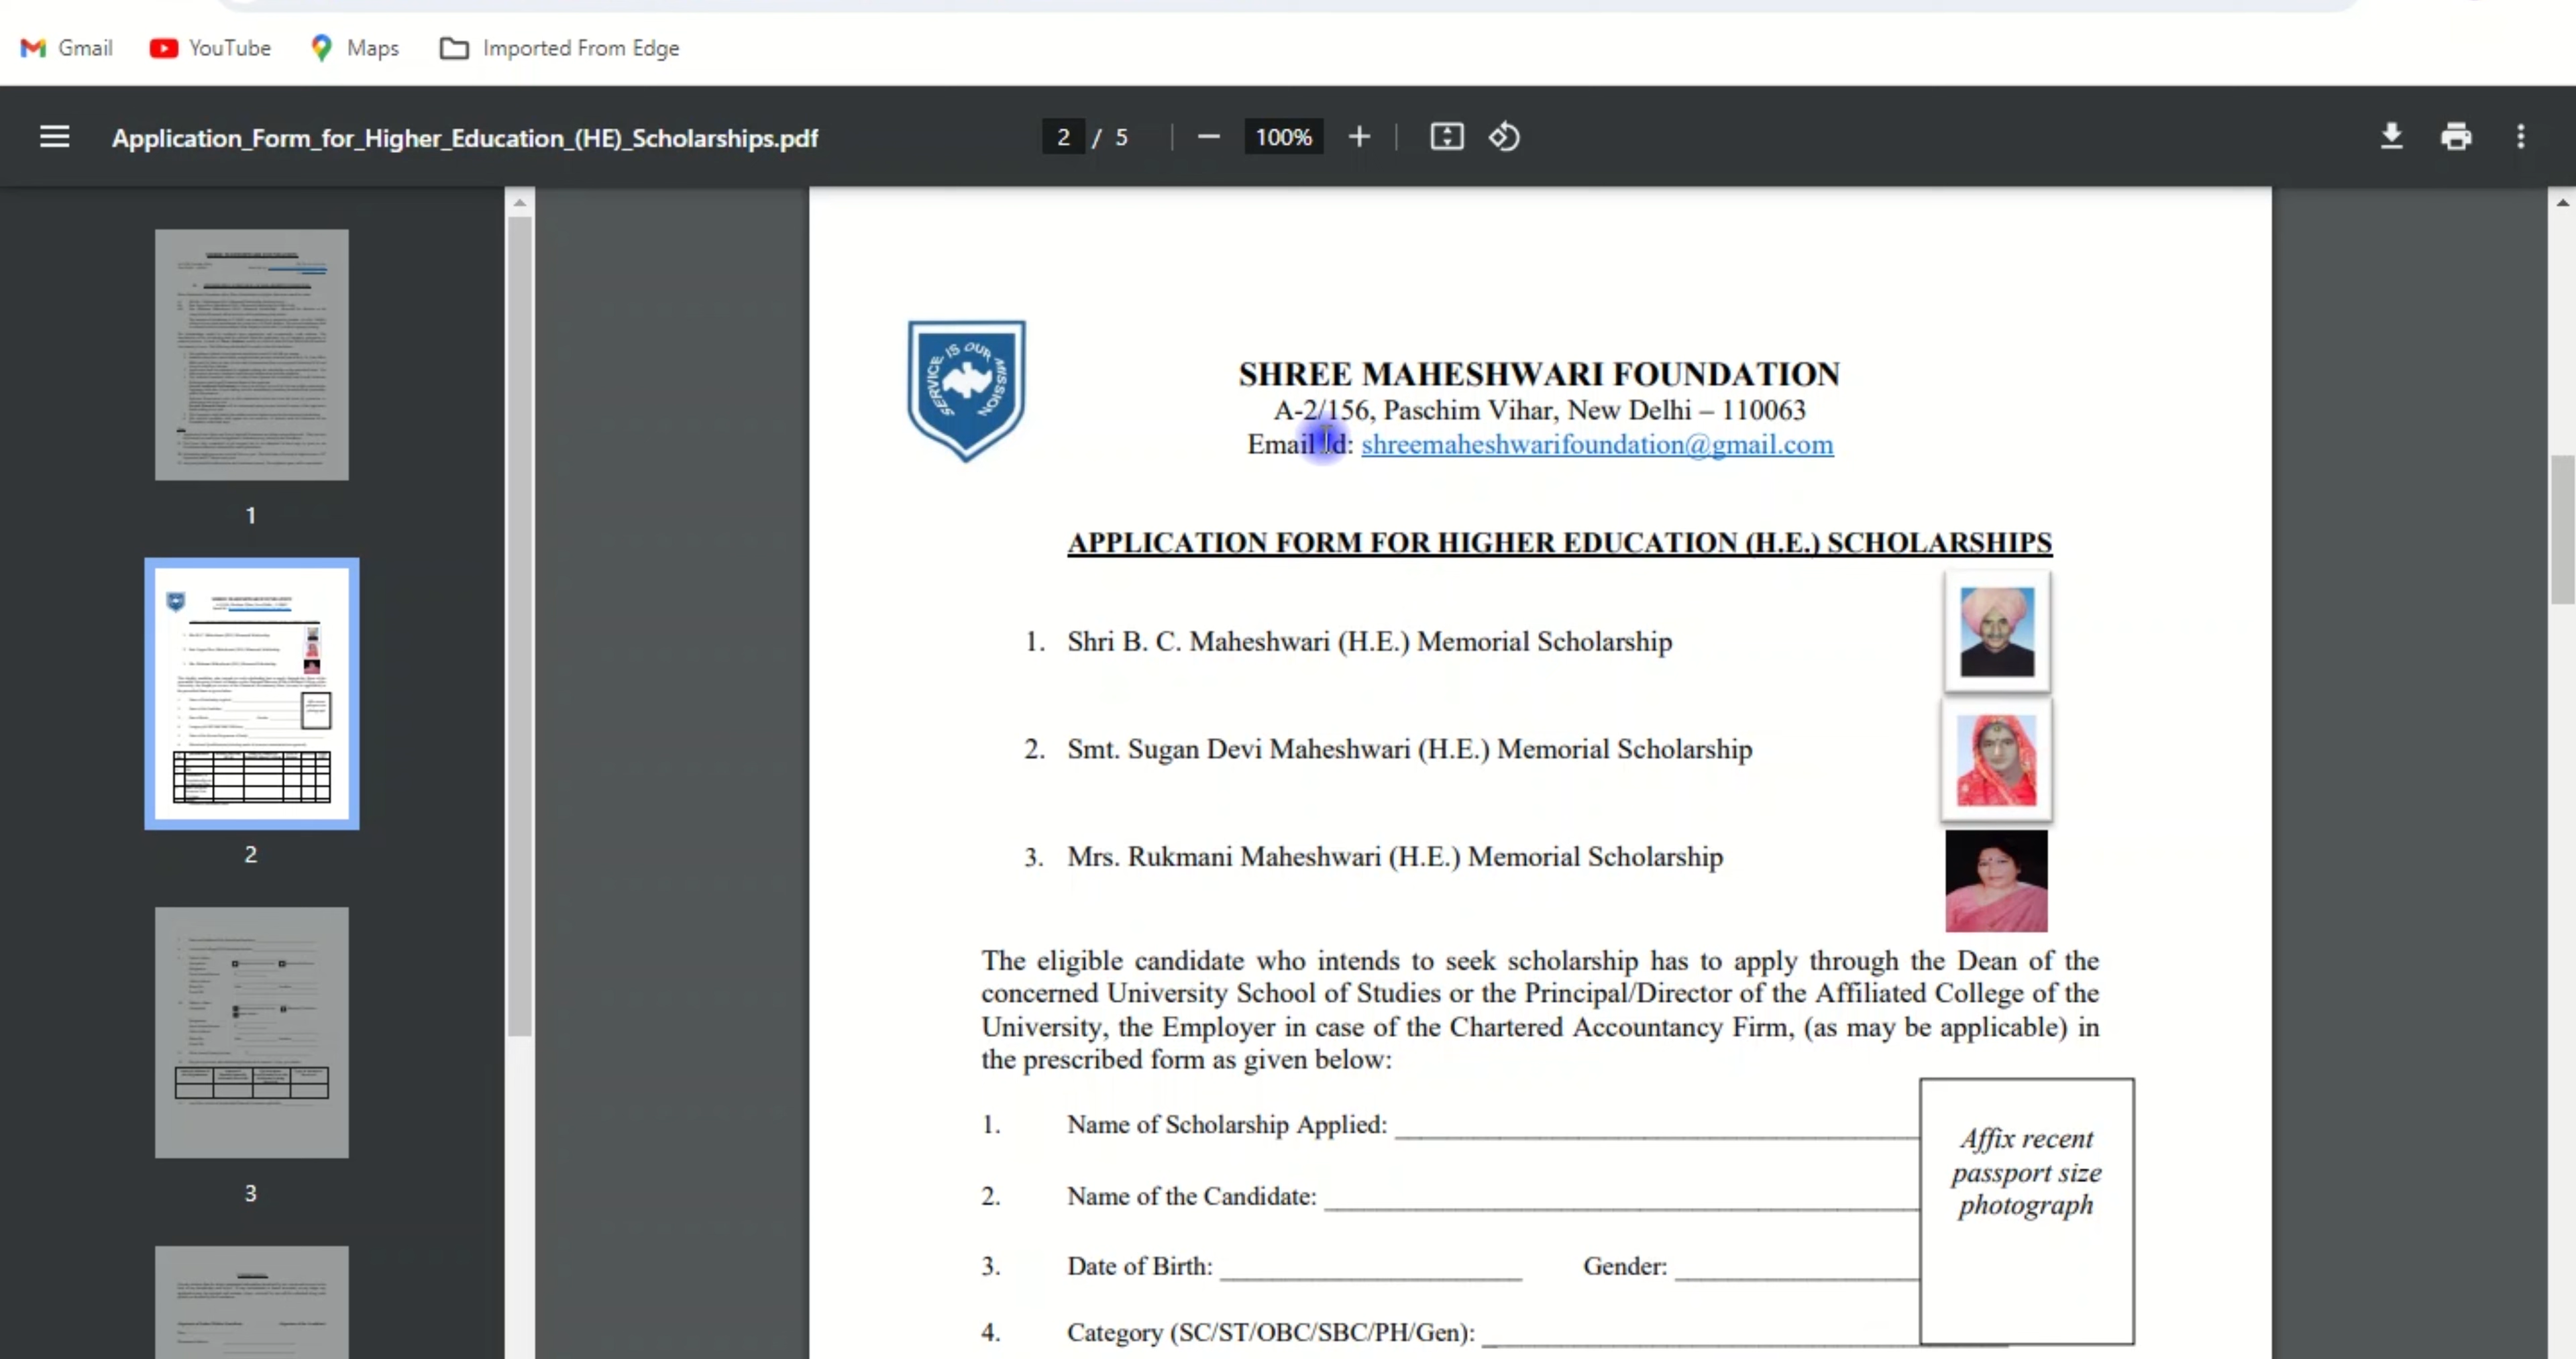 Gmail YouTube Maps Imported From Edge
Application_Form_for_Higher_Education_(HE)_Scholarships.pdf 2 / 5 100%
1
2
3
SERVICE IS OUR MISSION
SHREE MAHESHWARI FOUNDATION
A-2/156, Paschim Vihar, New Delhi – 110063
Email Id: shreemaheshwarifoundation@gmail.com
APPLICATION FORM FOR HIGHER EDUCATION (H.E.) SCHOLARSHIPS
1. Shri B. C. Maheshwari (H.E.) Memorial Scholarship
2. Smt. Sugan Devi Maheshwari (H.E.) Memorial Scholarship
3. Mrs. Rukmani Maheshwari (H.E.) Memorial Scholarship
The eligible candidate who intends to seek scholarship has to apply through the Dean of the
concerned University School of Studies or the Principal/Director of the Affiliated College of the
University, the Employer in case of the Chartered Accountancy Firm, (as may be applicable) in
the prescribed form as given below:
Affix recent
passport size
photograph
1. Name of Scholarship Applied:
2. Name of the Candidate:
3. Date of Birth: Gender:
4. Category (SC/ST/OBC/SBC/PH/Gen):